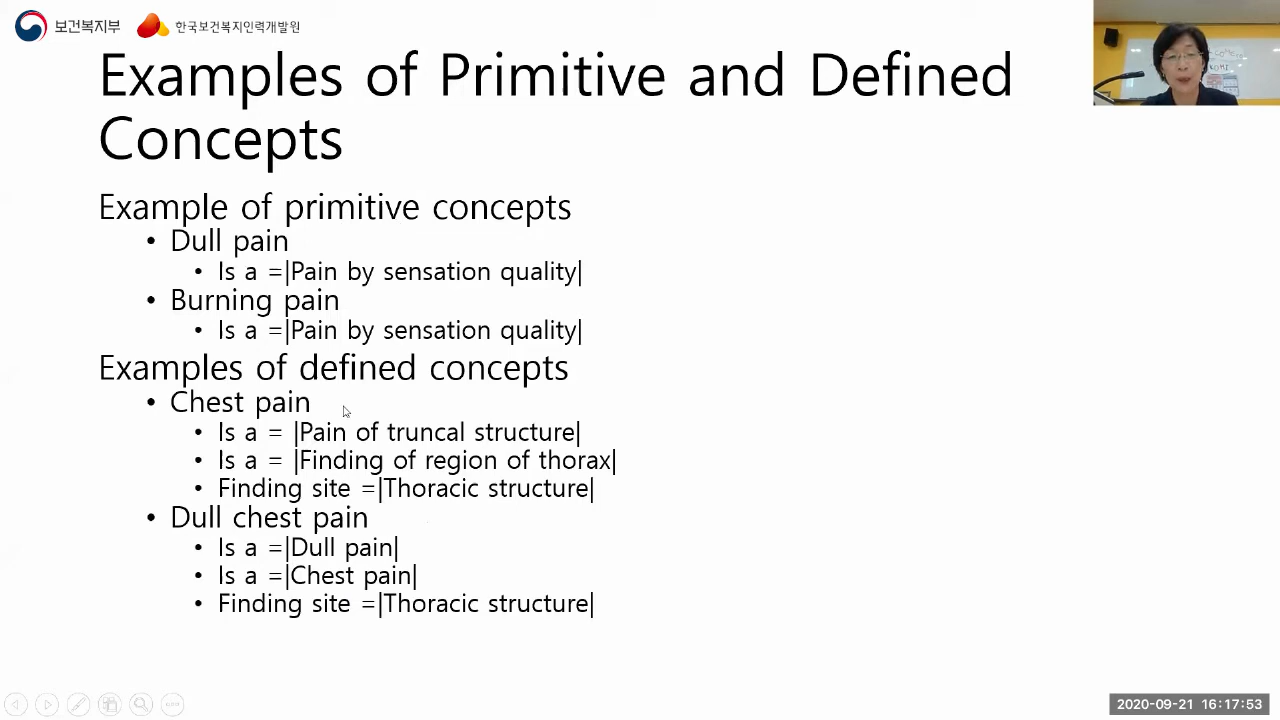 보건복지부 한국보건복지인력개발원
Examples of Primitive and Defined
Concepts
Example of primitive concepts
• Dull pain
• Is a =|Pain by sensation quality|
• Burning pain
• Is a =|Pain by sensation quality|
Examples of defined concepts
• Chest pain
• Is a = |Pain of truncal structure|
• Is a = |Finding of region of thorax|
• Finding site =|Thoracic structure|
• Dull chest pain
• Is a =|Dull pain|
• Is a =|Chest pain|
• Finding site =|Thoracic structure|
2020-09-21 16:17:53